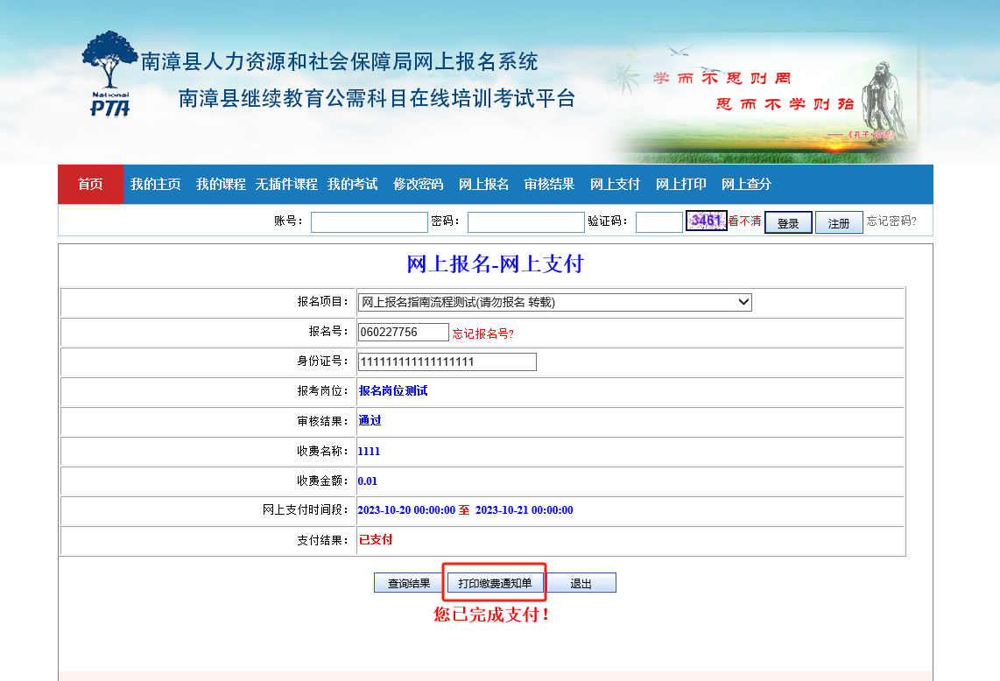 南漳县人力资源和社会保障局网上报名系统
南漳县继续教育公需科目在线培训考试平台
National
PTA
学而不思则罔
思而不学则殆
——《孔子·论语》
首页 我的主页 我的课程 无插件课程 我的考试 修改密码 网上报名 审核结果 网上支付 网上打印 网上查分
账号： 密码： 验证码： 3461 看不清 登录 注册 忘记密码?
网上报名-网上支付
报名项目： 网上报名指南流程测试(请勿报名 转载)
报名号： 060227756 忘记报名号?
身份证号： 111111111111111111
报考岗位： 报名岗位测试
审核结果： 通过
收费名称： 1111
收费金额： 0.01
网上支付时间段： 2023-10-20 00:00:00 至 2023-10-21 00:00:00
支付结果： 已支付
查询结果 打印缴费通知单 退出
您已完成支付！